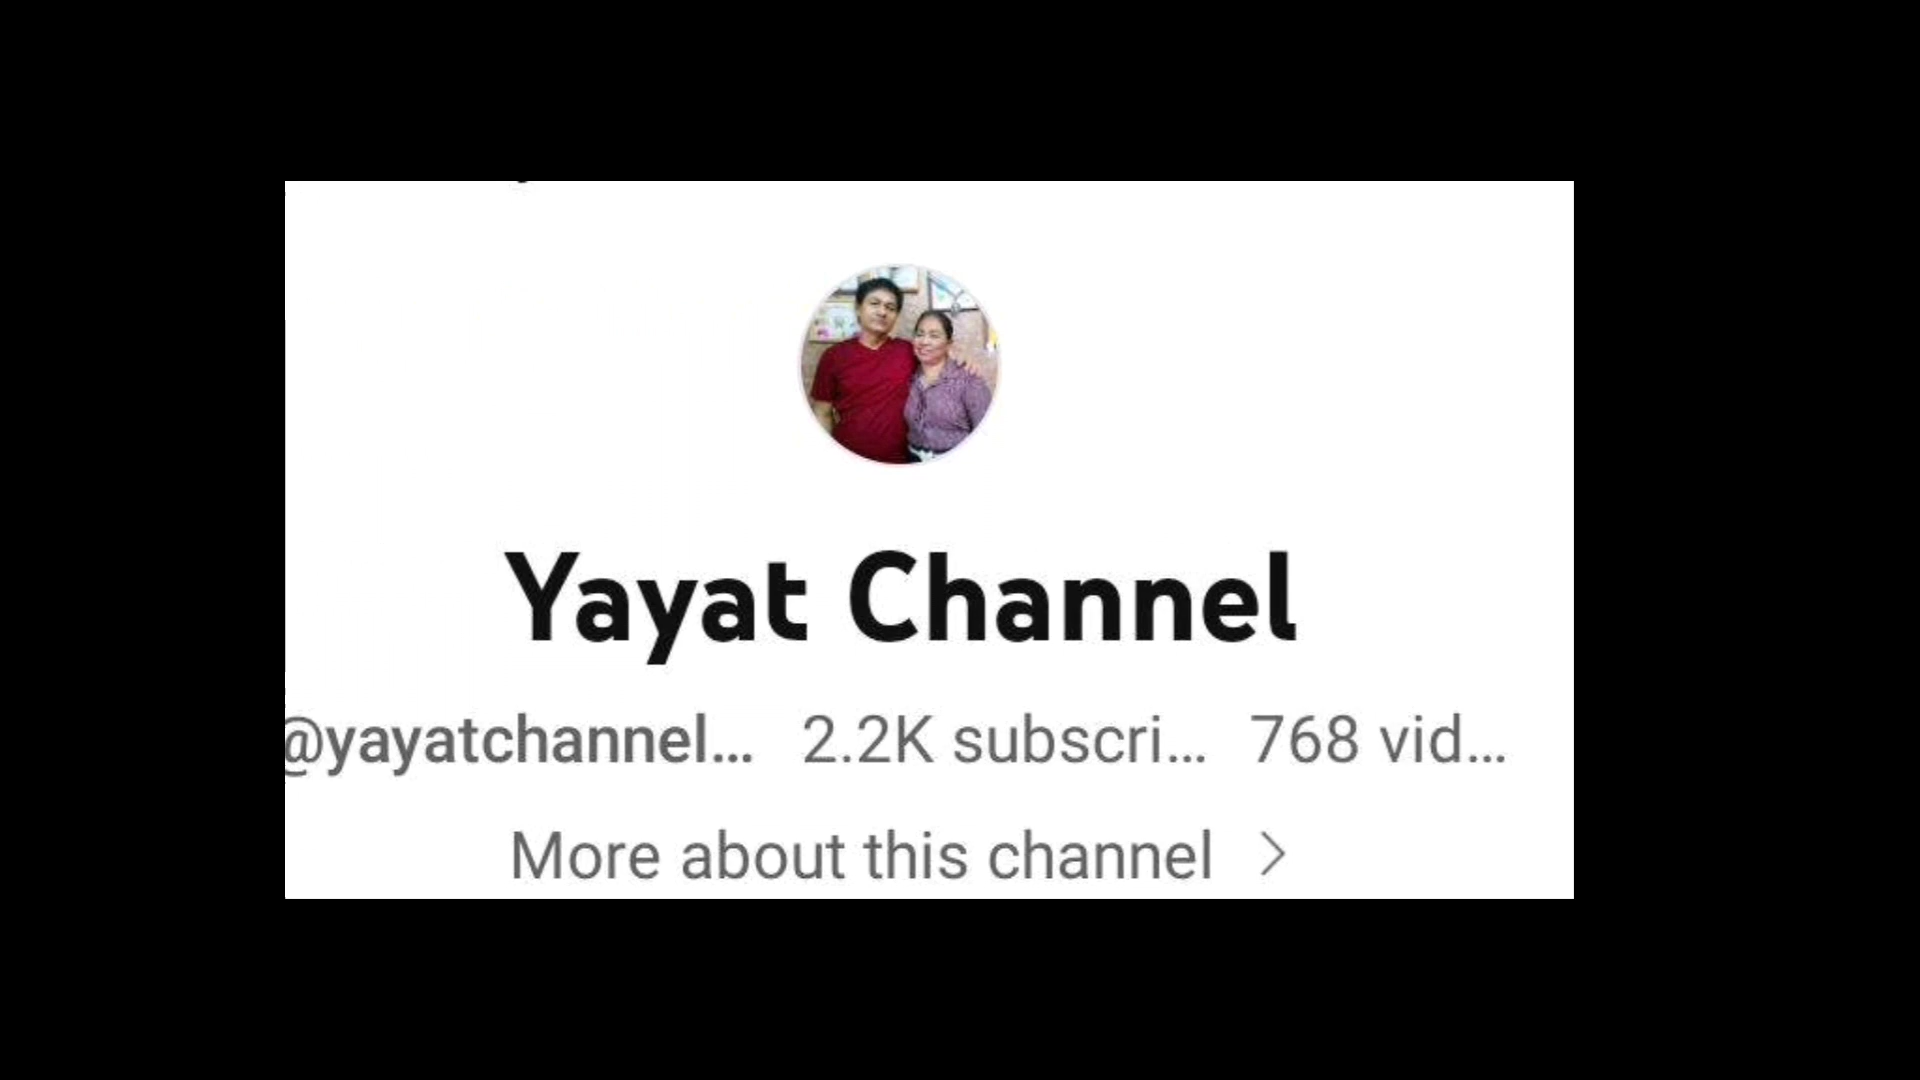 Yayat Channel
@yayatchannel... 2.2K subscri... 768 vid...
More about this channel >